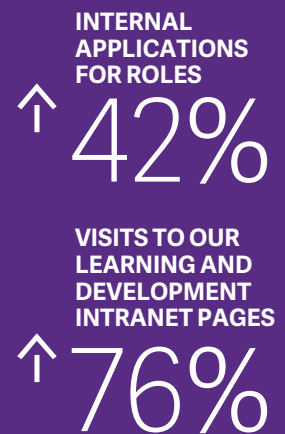 INTERNAL
APPLICATIONS
FOR ROLES
↑ 42%
VISITS TO OUR
LEARNING AND
DEVELOPMENT
INTRANET PAGES
↑ 76%